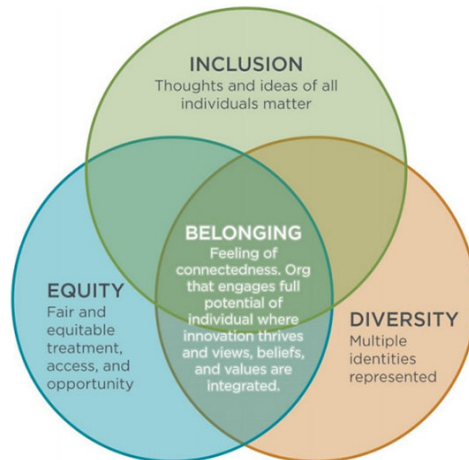 INCLUSION
Thoughts and ideas of all
individuals matter
BELONGING
Feeling of
connectedness. Org
that engages full
potential of
individual where
innovation thrives
and views, beliefs,
and values are
integrated.
EQUITY
Fair and
equitable
treatment,
access, and
opportunity
DIVERSITY
Multiple
identities
represented